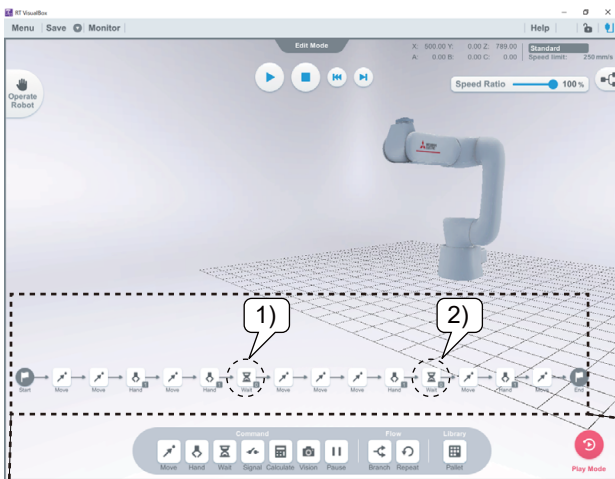 RT VisualBox
Menu Save Monitor Help
Edit Mode
X: 500.00 Y: 0.00 Z: 789.00 Standard
A: 0.00 B: 0.00 C: 0.00 Speed limit: 250 mm/s
Operate
Robot
Speed Ratio 100 %
1) 2)
Start Move Move Hand Move Hand Wait Move Move Move Hand Wait Move Hand Move End
Command Flow Library
Move Hand Wait Signal Calculate Vision Pause Branch Repeat Pallet
Play Mode